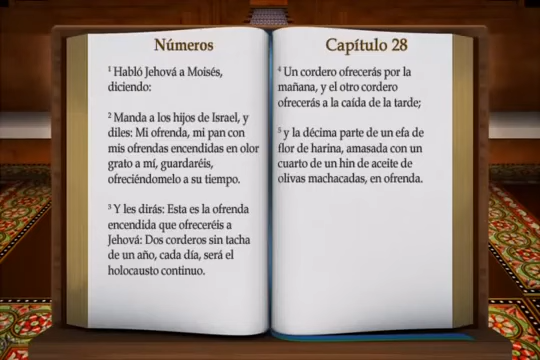 Números
¹ Habló Jehová a Moisés,
diciendo:
² Manda a los hijos de Israel, y
diles: Mi ofrenda, mi pan con
mis ofrendas encendidas en olor
grato a mí, guardaréis,
ofreciéndomelo a su tiempo.
³ Y les dirás: Esta es la ofrenda
encendida que ofreceréis a
Jehová: Dos corderos sin tacha
de un año, cada día, será el
holocausto continuo.
Capítulo 28
⁴ Un cordero ofrecerás por la
mañana, y el otro cordero
ofrecerás a la caída de la tarde;
⁵ y la décima parte de un efa de
flor de harina, amasada con un
cuarto de un hin de aceite de
olivas machacadas, en ofrenda.